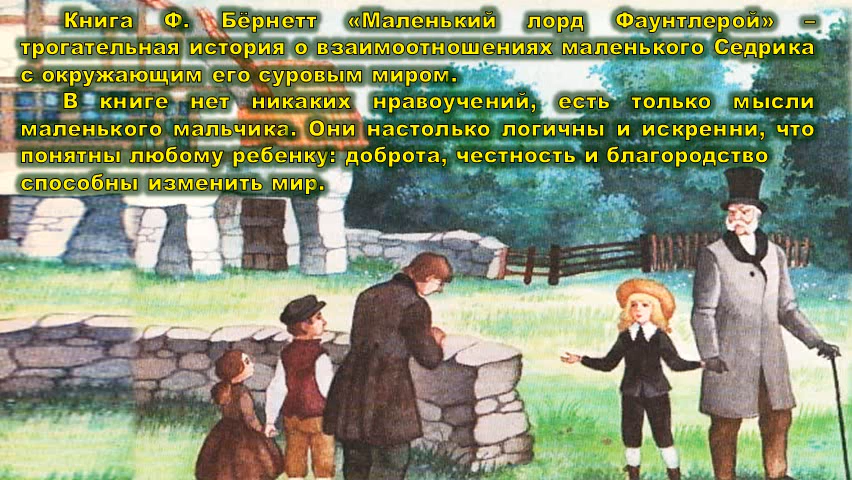 Книга Ф. Бёрнетт «Маленький лорд Фаунтлерой» –
трогательная история о взаимоотношениях маленького Седрика
с окружающим его суровым миром.
В книге нет никаких нравоучений, есть только мысли
маленького мальчика. Они настолько логичны и искренни, что
понятны любому ребенку: доброта, честность и благородство
способны изменить мир.